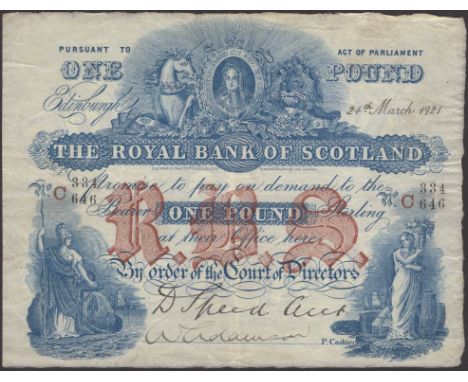 PURSUANT TO ACT OF PARLIAMENT
ONE POUND
Edinburgh 24th March 1921
THE ROYAL BANK OF SCOTLAND
No C 334/646 Promise to pay on demand to the No C 334/646
Bearer ONE POUND Sterling
R.B.S.
at their Office here
By order of the Court of Directors
D Speed Acct
W Adamson
P. Cashier